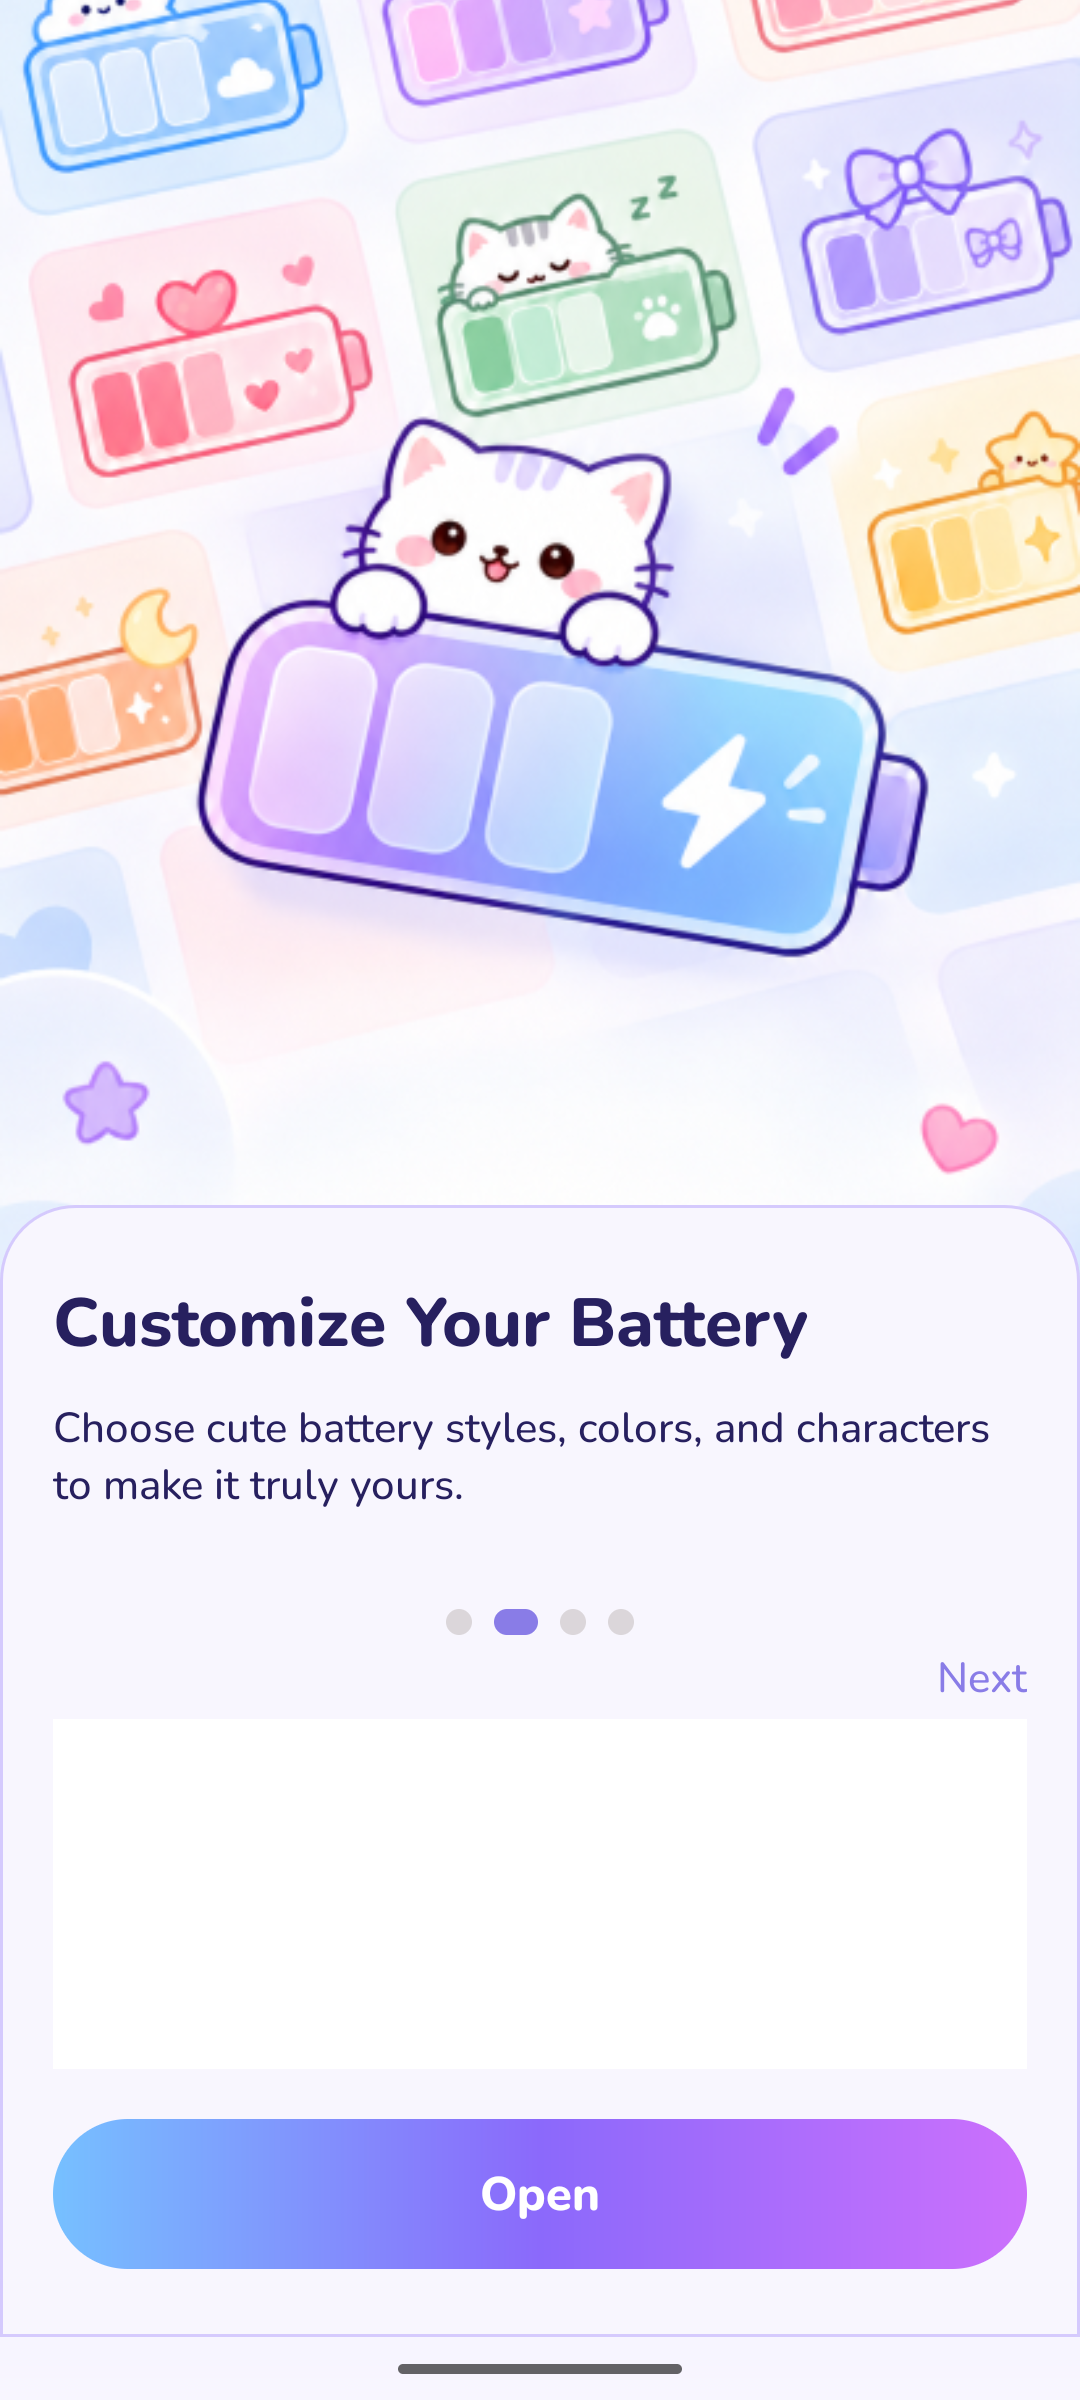 z z
Customize Your Battery
Choose cute battery styles, colors, and characters
to make it truly yours.
Next
Open